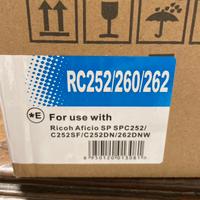 RC252/260/262
*E
For use with
Ricoh Aficio SP SPC252/
C252SF/C252DN/262DNW